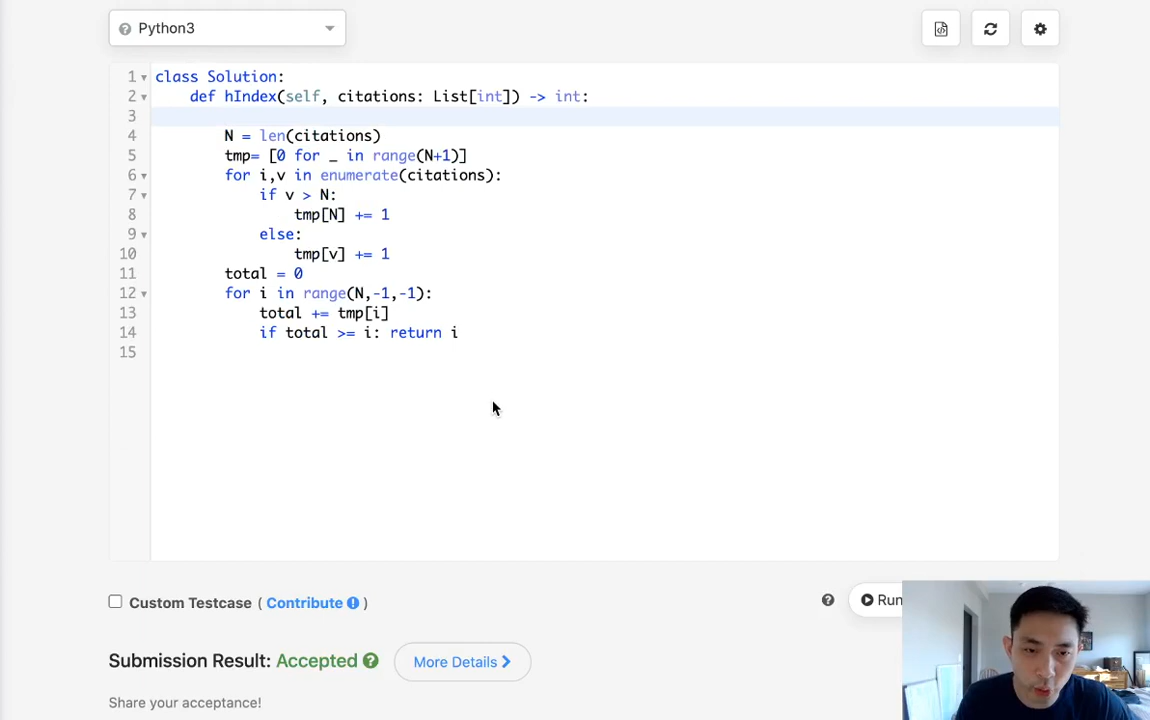 Python3
1 class Solution:
2     def hIndex(self, citations: List[int]) -> int:
3
4         N = len(citations)
5         tmp= [0 for _ in range(N+1)]
6         for i,v in enumerate(citations):
7             if v > N:
8                 tmp[N] += 1
9             else:
10                 tmp[v] += 1
11         total = 0
12         for i in range(N,-1,-1):
13             total += tmp[i]
14             if total >= i: return i
15
Custom Testcase ( Contribute )
Run
Submission Result: Accepted More Details
Share your acceptance!